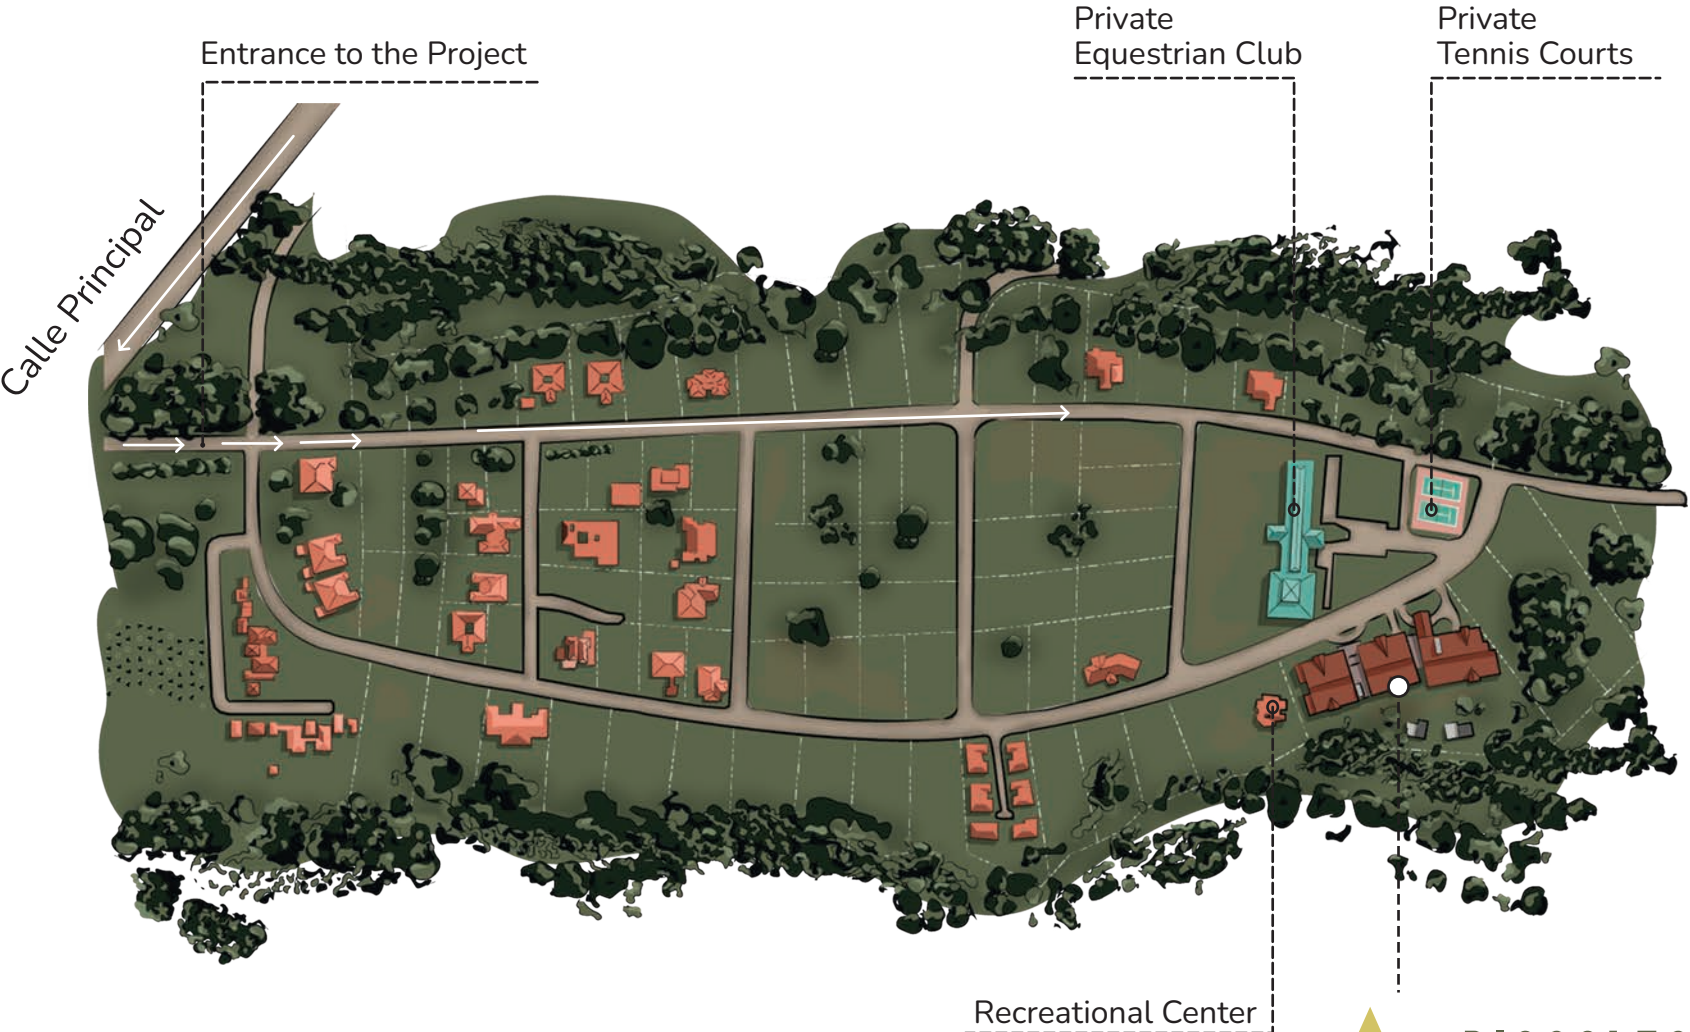 Private
Equestrian Club
Private
Tennis Courts
Entrance to the Project
Calle Principal
Recreational Center